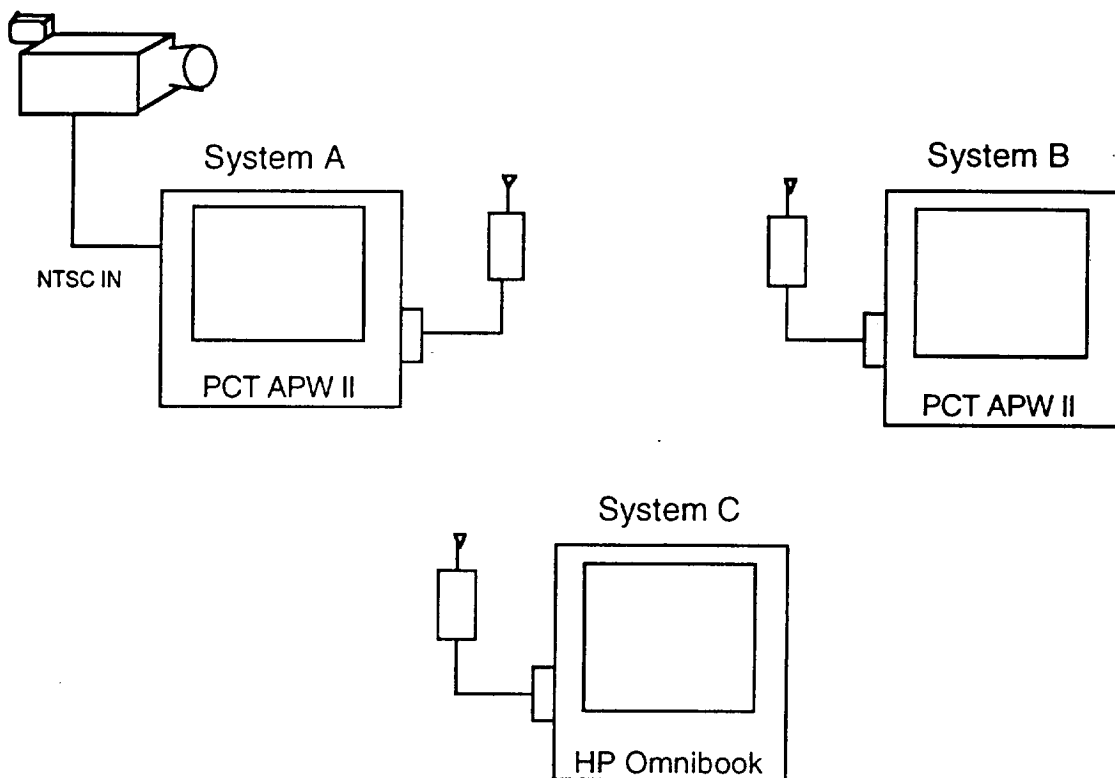 System A
System B
NTSC IN
PCT APW II
PCT APW II
System C
HP Omnibook